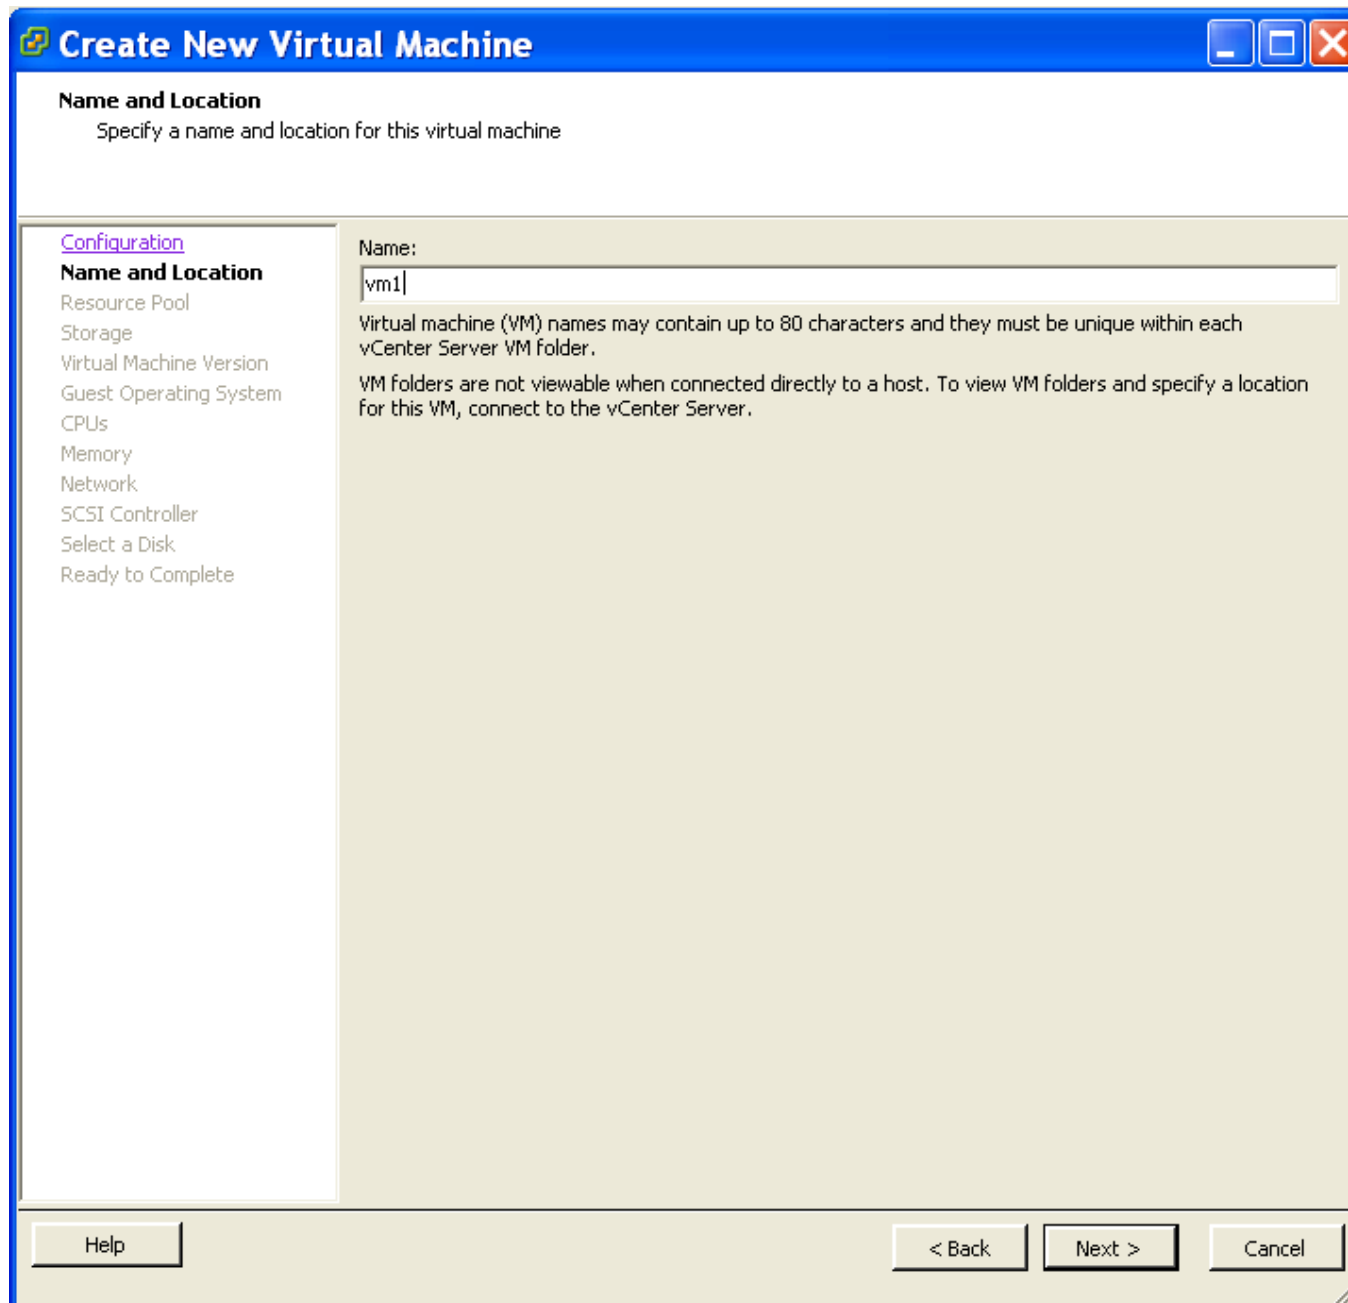 Create New Virtual Machine
Name and Location
Specify a name and location for this virtual machine
Configuration
Name and Location
Resource Pool
Storage
Virtual Machine Version
Guest Operating System
CPUs
Memory
Network
SCSI Controller
Select a Disk
Ready to Complete
Name:
vm1
Virtual machine (VM) names may contain up to 80 characters and they must be unique within each
vCenter Server VM folder.
VM folders are not viewable when connected directly to a host. To view VM folders and specify a location
for this VM, connect to the vCenter Server.
Help
< Back
Next >
Cancel